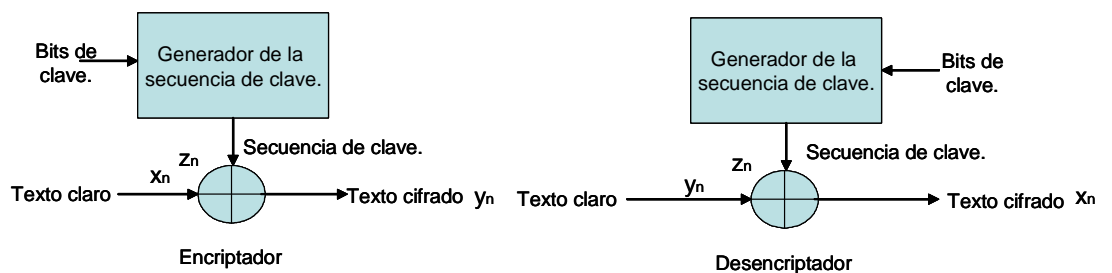 Bits de
clave.
Generador de la
secuencia de clave.
Secuencia de clave.
zn
xn
Texto claro
Texto cifrado yn
Encriptador
Generador de la
secuencia de clave.
Bits de
clave.
Secuencia de clave.
zn
yn
Texto claro
Texto cifrado xn
Desencriptador